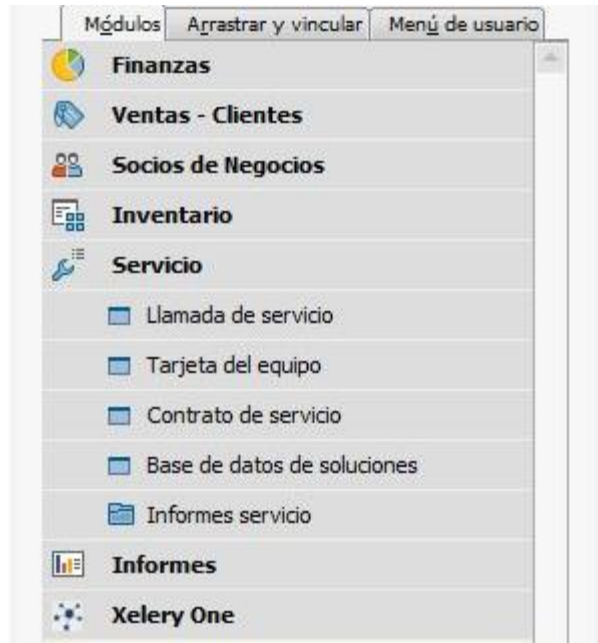 Módulos Arrastrar y vincular Menú de usuario
Finanzas
Ventas - Clientes
Socios de Negocios
Inventario
Servicio
Llamada de servicio
Tarjeta del equipo
Contrato de servicio
Base de datos de soluciones
Informes servicio
Informes
Xelery One